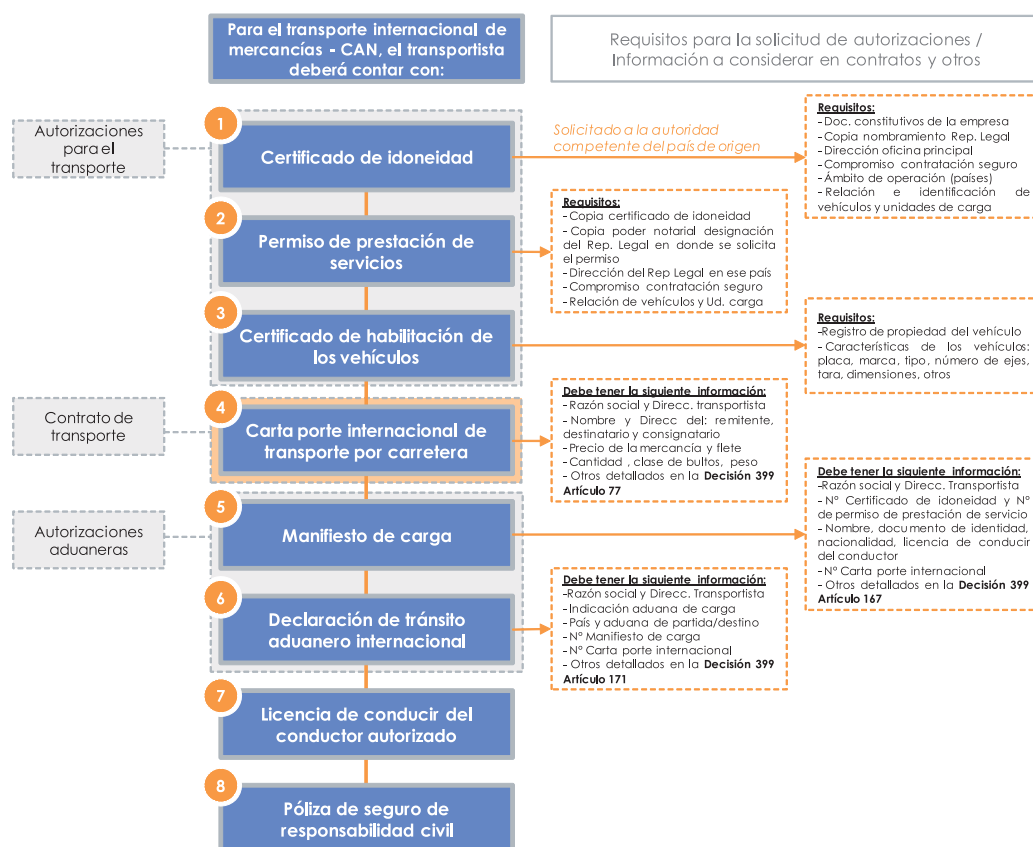 Para el transporte internacional de
mercancías - CAN, el transportista
deberá contar con:
Requisitos para la solicitud de autorizaciones /
Información a considerar en contratos y otros
Autorizaciones
para el
transporte
1
Certificado de idoneidad
Solicitado a la autoridad
competente del país de origen
Requisitos:
- Doc. constitutivos de la empresa
- Copia nombramiento Rep. Legal
- Dirección oficina principal
- Compromiso contratación seguro
- Ámbito de operación (países)
- Relación e identificación de
vehículos y unidades de carga
2
Permiso de prestación de
servicios
Requisitos:
- Copia certificado de idoneidad
- Copia poder notarial designación
del Rep. Legal en donde se solicita
el permiso
- Dirección del Rep Legal en ese país
- Compromiso contratación seguro
- Relación de vehículos y Ud. carga
3
Certificado de habilitación de
los vehículos
Requisitos:
-Registro de propiedad del vehículo
- Características de los vehículos:
placa, marca, tipo, número de ejes,
tara, dimensiones, otros
Contrato de
transporte
4
Carta porte internacional de
transporte por carretera
Debe tener la siguiente información:
- Razón social y Direcc. transportista
- Nombre y Direcc del: remitente,
destinatario y consignatario
- Precio de la mercancía y flete
- Cantidad , clase de bultos, peso
- Otros detallados en la Decisión 399
Artículo 77
Autorizaciones
aduaneras
5
Manifiesto de carga
Debe tener la siguiente información:
-Razón social y Direcc. Transportista
- Nº Certificado de idoneidad y Nº
de permiso de prestación de servicio
- Nombre, documento de identidad,
nacionalidad, licencia de conducir
del conductor
- Nº Carta porte internacional
- Otros detallados en la Decisión 399
Artículo 167
6
Declaración de tránsito
aduanero internacional
Debe tener la siguiente información:
-Razón social y Direcc. Transportista
- Indicación aduana de carga
- País y aduana de partida/destino
- Nº Manifiesto de carga
- Nº Carta porte internacional
- Otros detallados en la Decisión 399
Artículo 171
7
Licencia de conducir del
conductor autorizado
8
Póliza de seguro de
responsabilidad civil